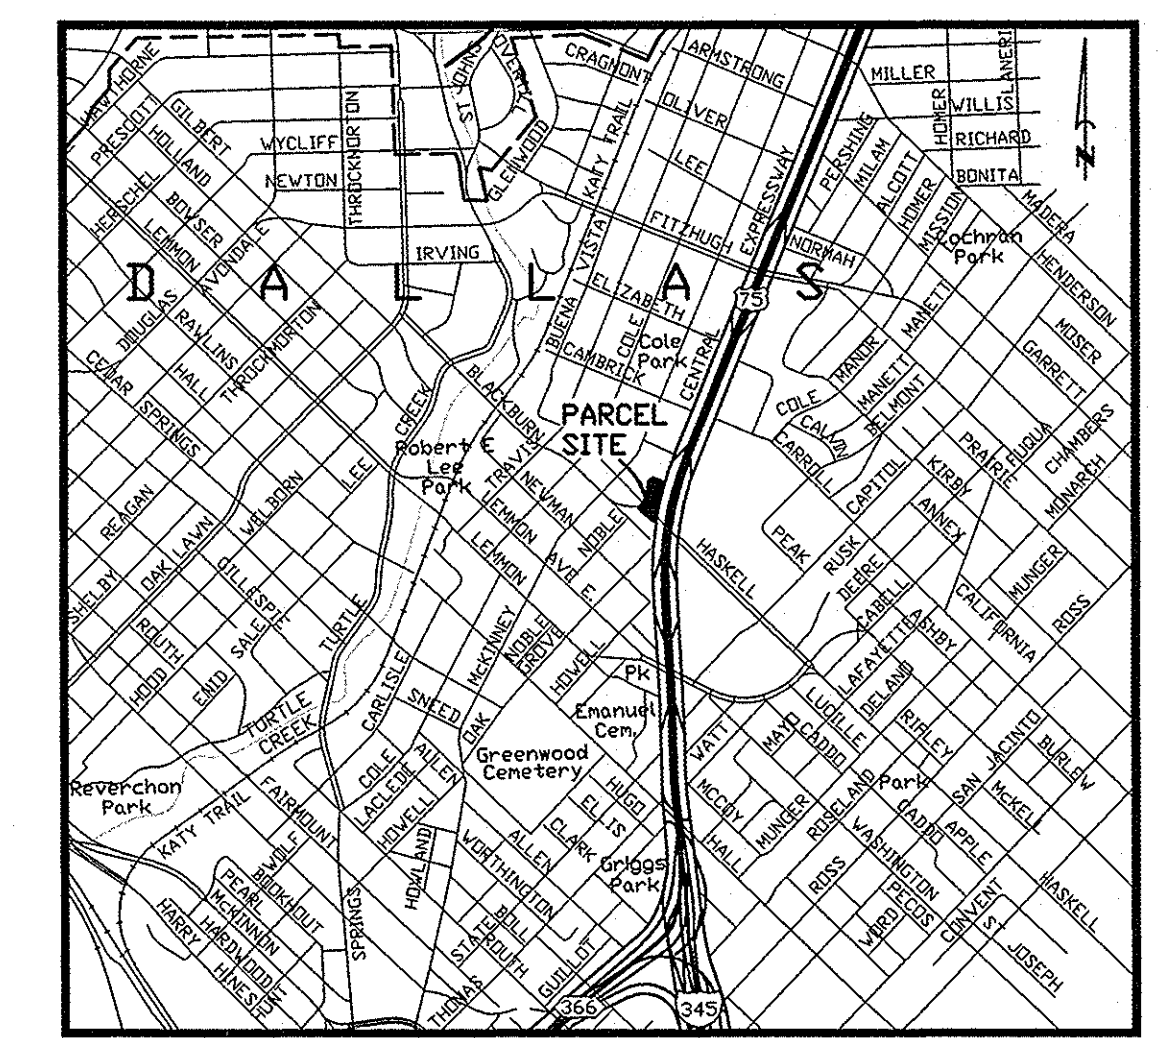 HAWTHORNE
PRESCOTT
GILBERT
HOLLAND
WYCLIFF
NEWTON
THROCKMORTON
ST JOHNS
GLENWOOD
CRAGMONT
KATY TRAIL
ARMSTRONG
OLIVER
LEE
EXPRESSWAY
MILLER
WILLIS
HOMER
RICHARD
BONITA
N
PERSHING
MILAM
ALCOTT
HOMER
MISSION
MADERA
Cochran
Park
HENDERSON
HERSCHEL
BOWSER
LEMMON
AVONDALE
IRVING
VISTA
FITZHUGH
NORMAH
D A L L A S
75
DOUGLAS
RAWLINS
HALL
THROCKMORTON
BUENA
ELIZABETH
COLE
Cole
Park
CAMBRICK
CENTRAL
MANETT
MOSER
GARRETT
CEDAR
SPRINGS
CREEK
BLACKBURN
PARCEL
SITE
MANOR
COLE
MANETT
CALVIN
BELMONT
CARROLL
CAPITOL
Robert E
Lee
Park
TRAVIS
NEWMAN
LEMMON
AVE E.
NOBLE
LEMMON
PRAIRIE
FUQUA
CHAMBERS
KIRBY
MONARCH
ANNEX
REAGAN
OAK LAWN
WELBORN
LEE
HASKELL
PEAK
RUSK
DEERE
CABELL
CALIFORNIA
MUNGER
ROSS
SHELBY
GILLESPIE
SALE
TURTLE
ROUTH
HOOD
EMID
McKINNEY
NOBLE
GROVE
HOWELL
LAFAYETTE
ASHBY
DELAND
LUCILLE
RIPLEY
Pk
Emanuel
Cem.
TURTLE
CREEK
CARLISLE
SNEED
OAK
Greenwood
Cemetery
WATT
MAYO
CADDO
SAN JACINTO
BURLEW
Reverchon
Park
KATY TRAIL
FAIRMOUNT
COLE
LACLEDE
ALLEN
HOWELL
HUGO
ELLIS
CLARK
MCCOY
MUNGER
HALL
ROSELAND
Park
CADDO
McKELL
APPLE
WASHINGTON
WOLF
BOOKHOUT
PEARL
McKINNON
HARRY
HARDWOOD
HINES
HUNT
SPRINGS
HOWLAND
WORTHINGTON
ALLEN
Griggs
Park
ROSS
PECOS
WORD
CONVENT
HASKELL
ST JOSEPH
STATE
BOLL
ROUTH
GUILLOT
THOMAS
366
345